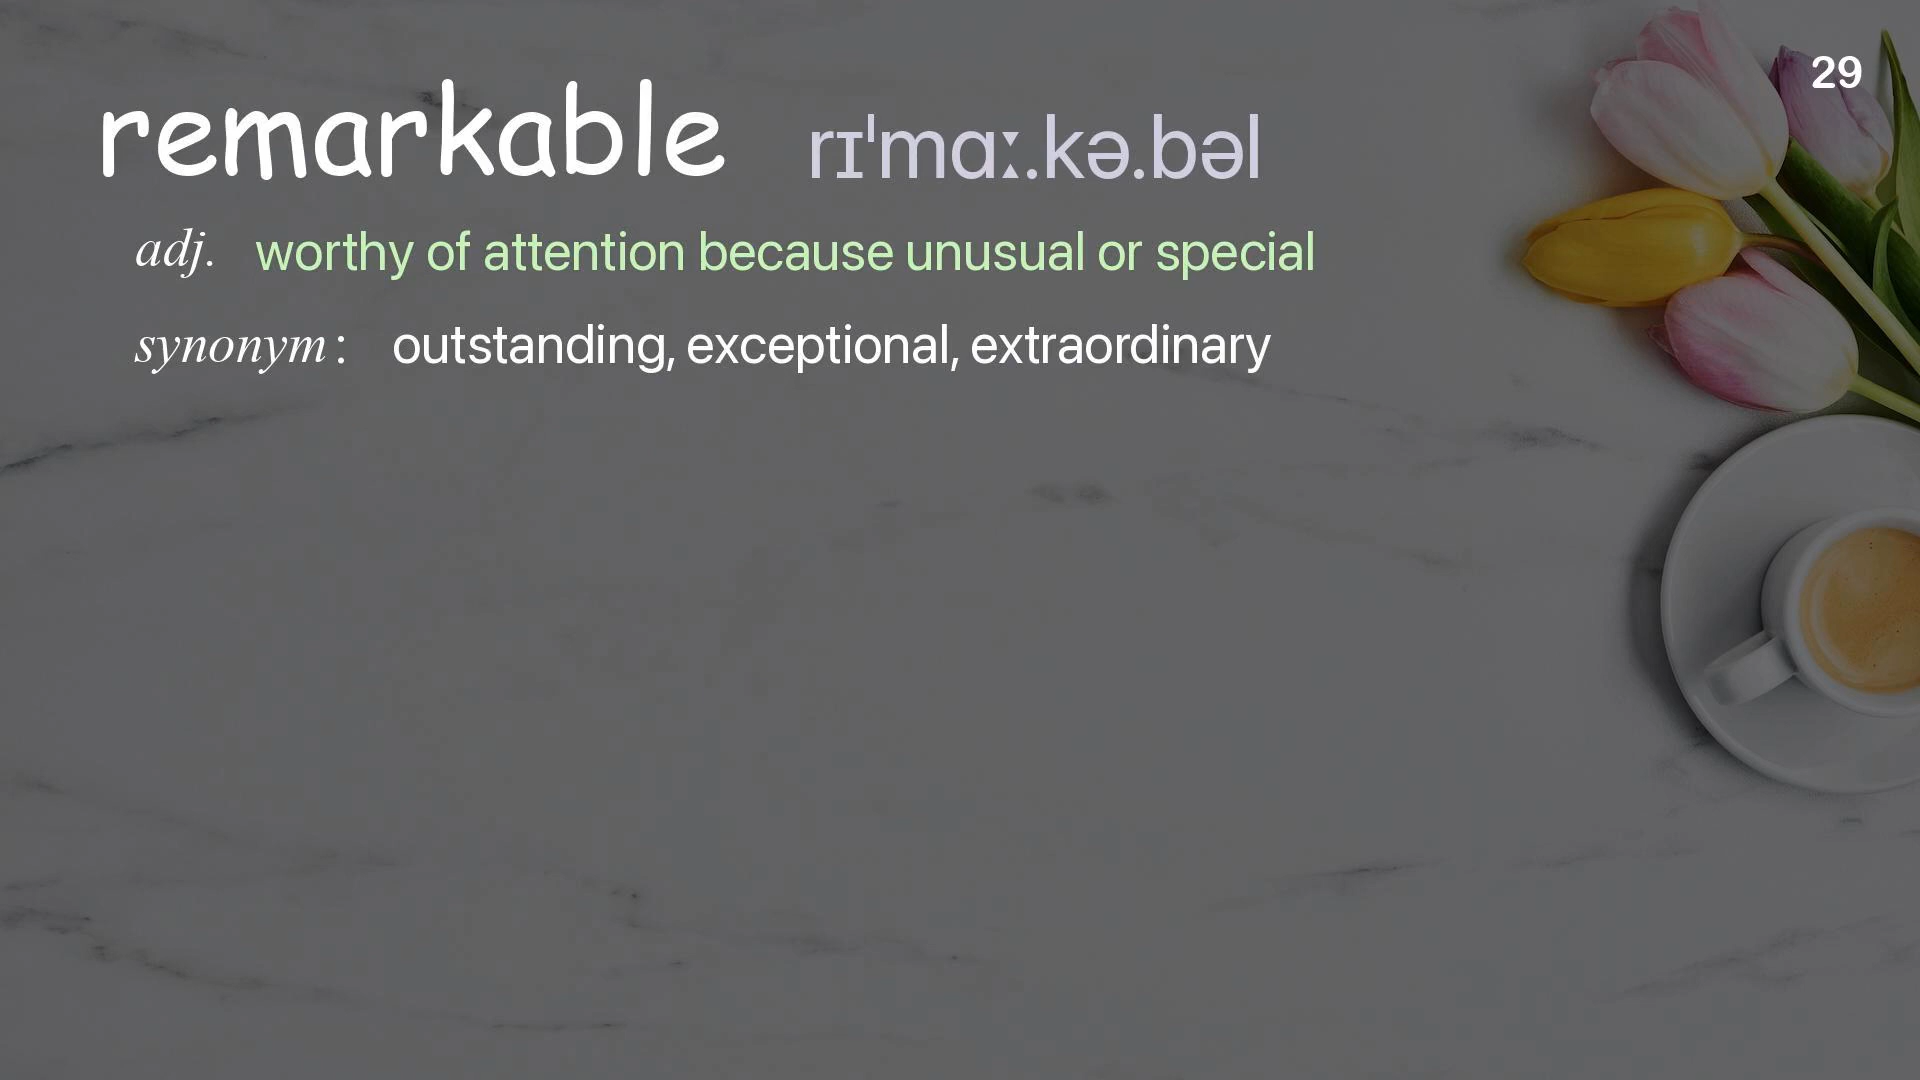 29
remarkable rɪˈmɑː.kə.bəl
adj. worthy of attention because unusual or special
synonym : outstanding, exceptional, extraordinary